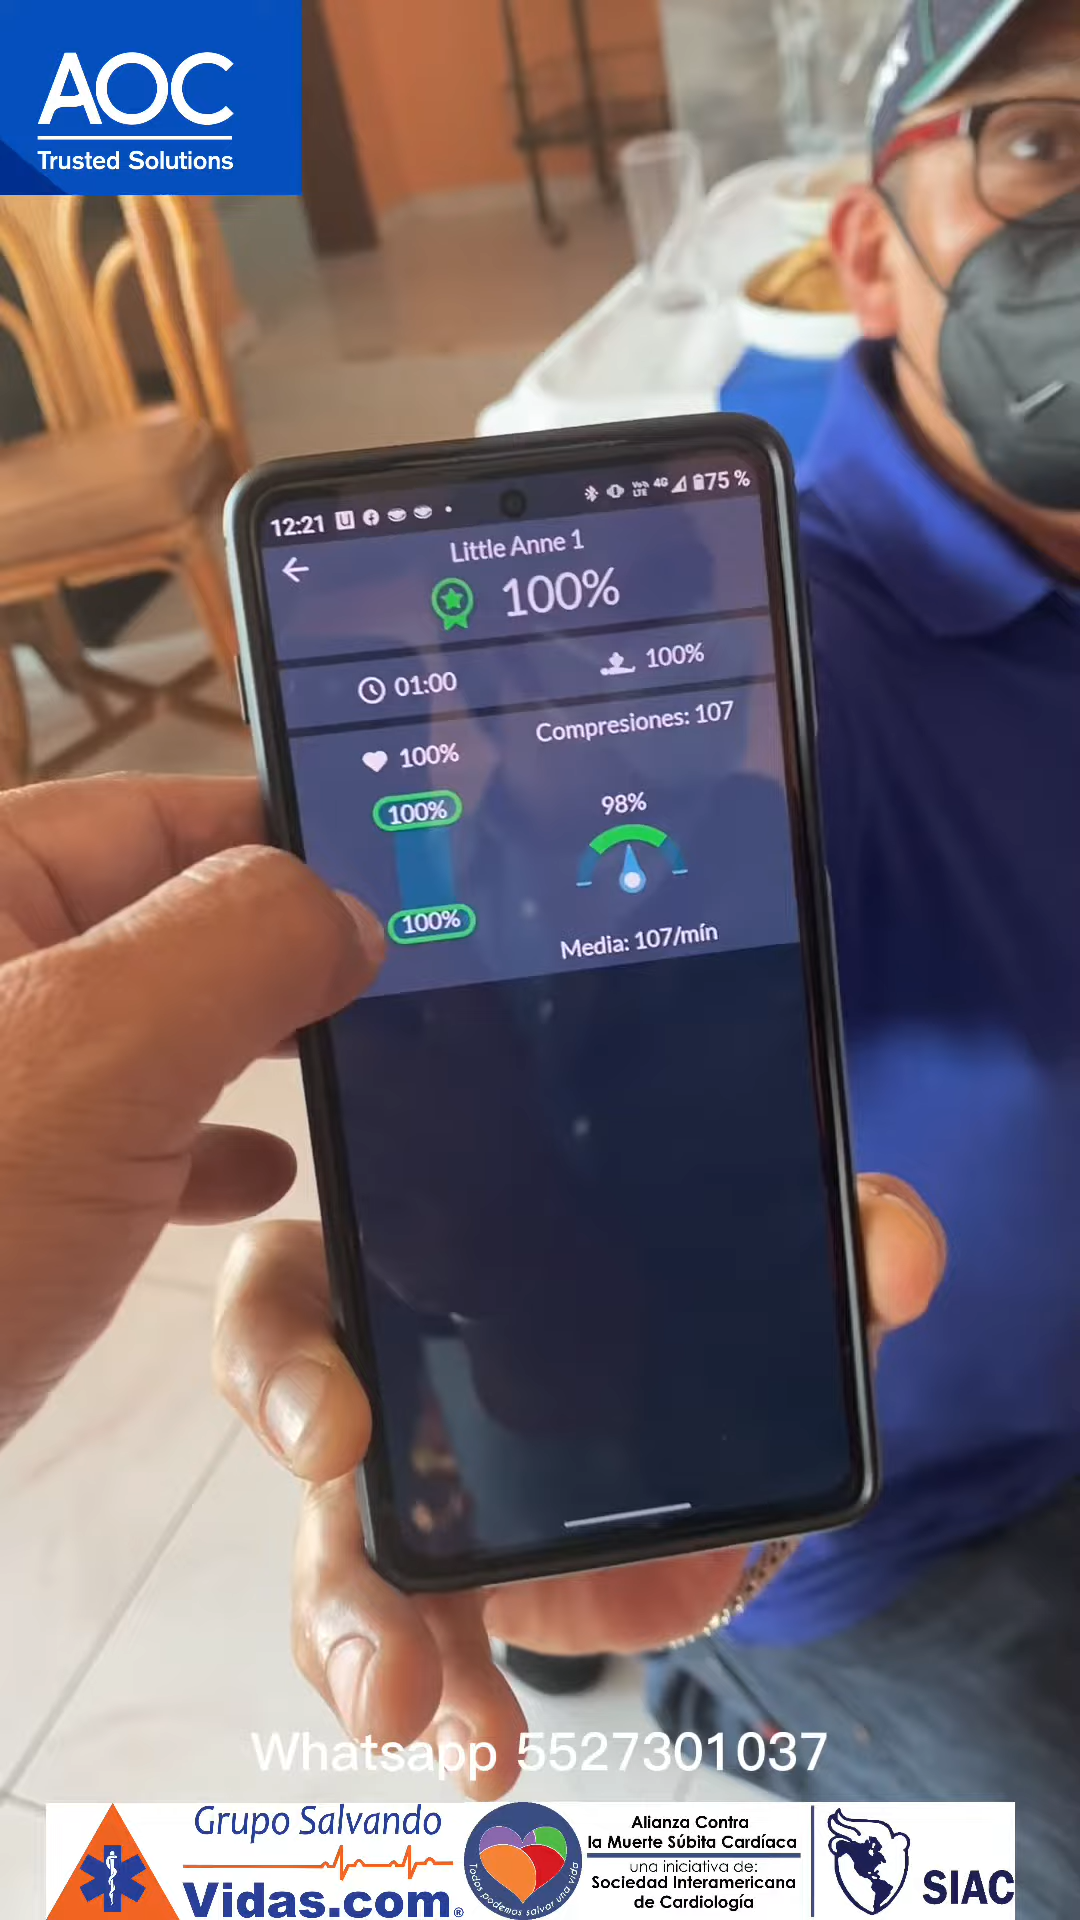 AOC
Trusted Solutions
12:21
4G 75 %
Little Anne 1
100%
01:00
100%
100%
Compresiones: 107
100%
98%
100%
Media: 107/mín
Whatsapp 5527301037
Grupo Salvando
Vidas.com®
Todos podemos salvar una vida
Alianza Contra
la Muerte Súbita Cardíaca
una iniciativa de:
Sociedad Interamericana
de Cardiología
SIAC